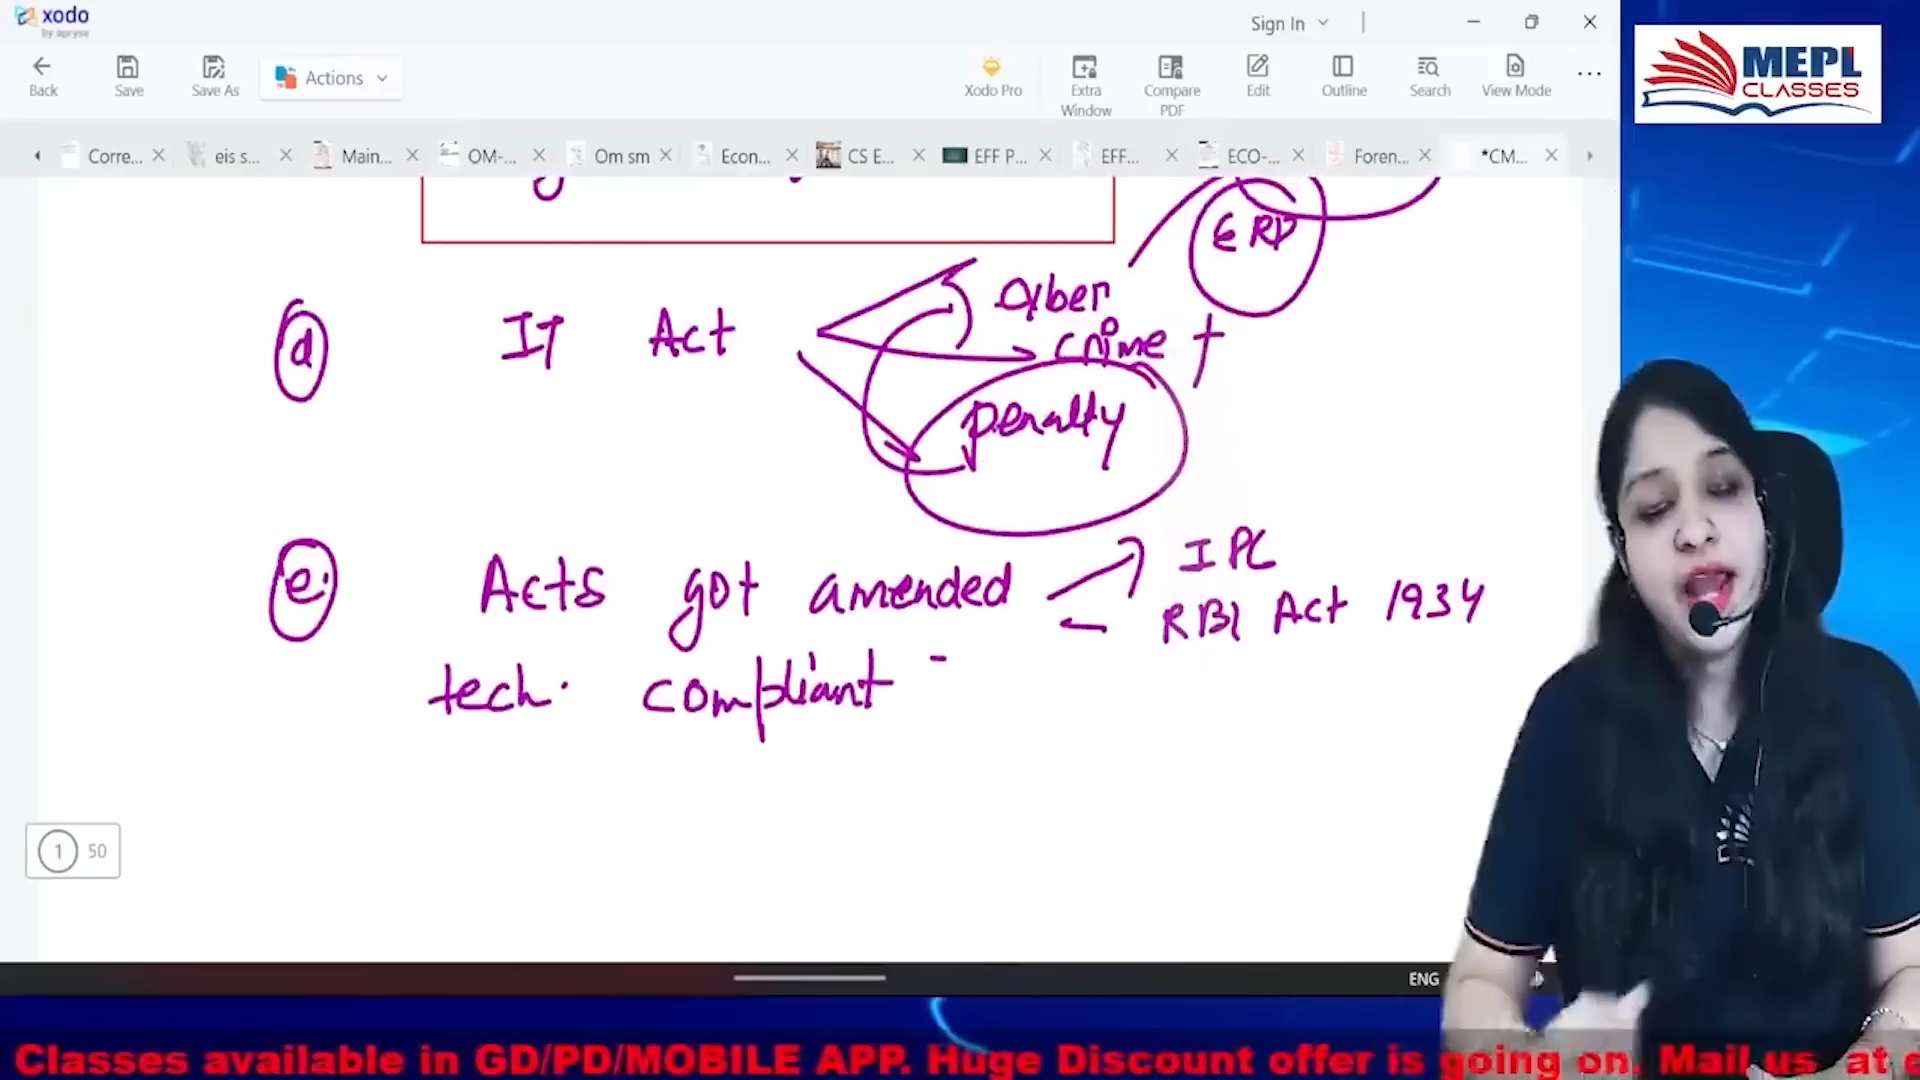 xodo
by apryse
Sign In
Back
Save
Save As
Actions
Xodo Pro
Extra Window
Compare PDF
Edit
Outline
Search
View Mode
Corre...
eis s...
Main...
OM-...
Om sm
Econ...
CS E...
EFF P...
EFF...
ECO-...
Foren...
*CM...
MEPL
CLASSES
ERP
d IT Act
Cyber
crime +
penalty
e. Acts got amended
IPC
RBI Act 1934
tech. compliant -
1 50
ENG
Classes available in GD/PD/MOBILE APP. Huge Discount offer is going on. Mail us at